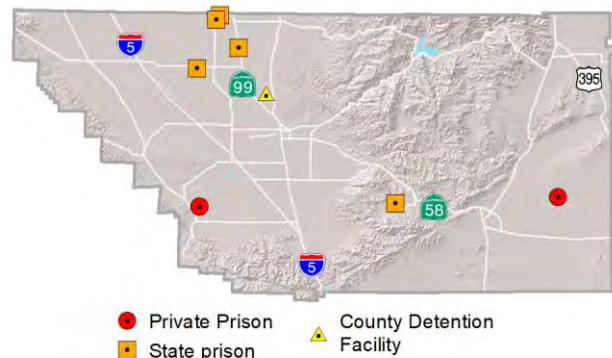 5
99
395
58
5
Private Prison
State prison
County Detention
Facility